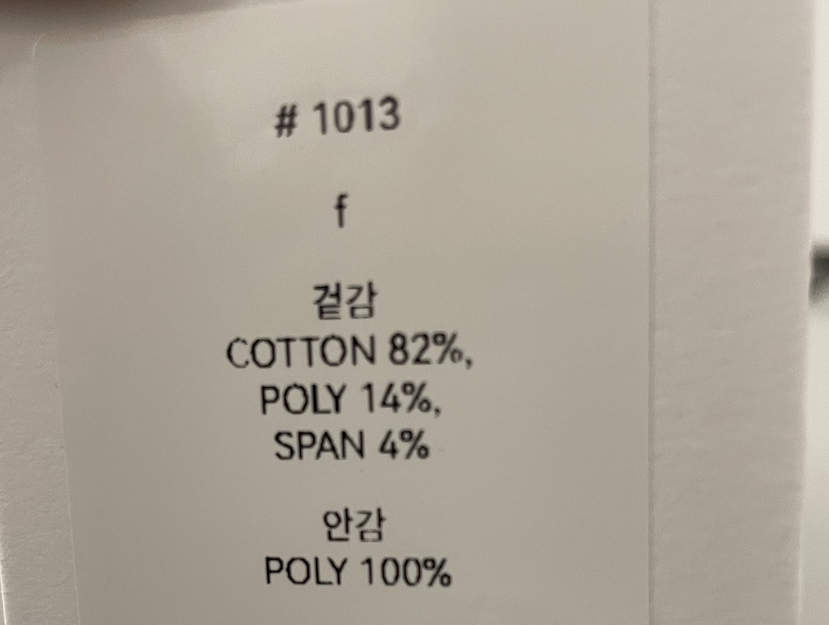 # 1013
f
겉감
COTTON 82%,
POLY 14%,
SPAN 4%
안감
POLY 100%